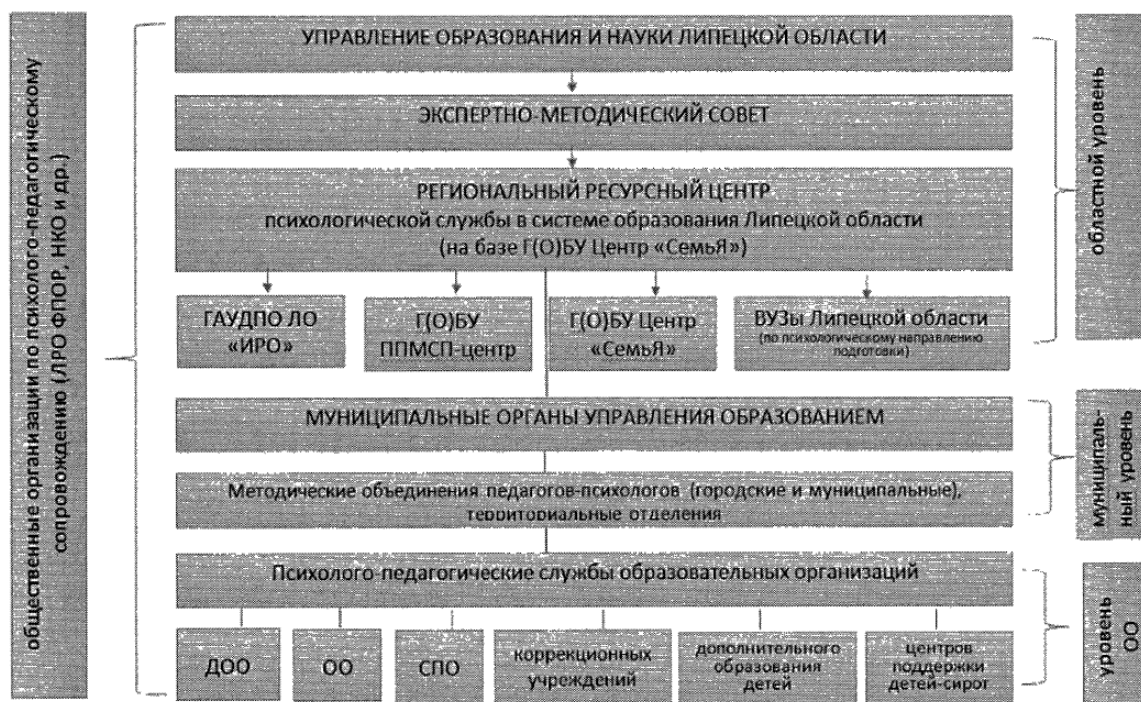 общественные организации по психолого-педагогическому
сопровождению (ЛРО ФПОР, НКО и др.)
УПРАВЛЕНИЕ ОБРАЗОВАНИЯ И НАУКИ ЛИПЕЦКОЙ ОБЛАСТИ
ЭКСПЕРТНО-МЕТОДИЧЕСКИЙ СОВЕТ
РЕГИОНАЛЬНЫЙ РЕСУРСНЫЙ ЦЕНТР
психологической службы в системе образования Липецкой области
(на базе Г(О)БУ Центр «СемьЯ»)
ГАУДПО ЛО
«ИРО»
Г(О)БУ
ППМСП-центр
Г(О)БУ Центр
«СемьЯ»
ВУЗы Липецкой области
(по психологическому направлению
подготовки)
областной уровень
МУНИЦИПАЛЬНЫЕ ОРГАНЫ УПРАВЛЕНИЯ ОБРАЗОВАНИЕМ
Методические объединения педагогов-психологов (городские и муниципальные),
территориальные отделения
муниципаль-
ный уровень
Психолого-педагогические службы образовательных организаций
ДОО
ОО
СПО
коррекционных
учреждений
дополнительного
образования
детей
центров
поддержки
детей-сирот
уровень
ОО